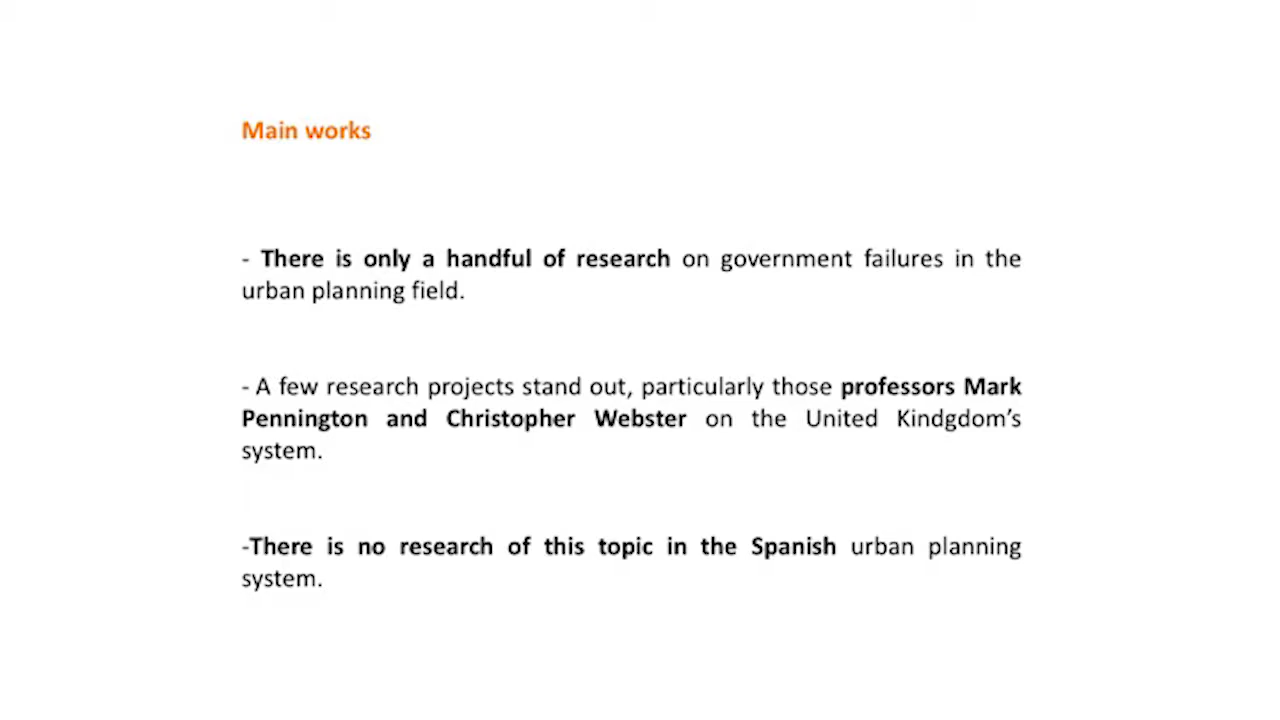 Main works
- There is only a handful of research on government failures in the
urban planning field.
- A few research projects stand out, particularly those professors Mark
Pennington and Christopher Webster on the United Kindgdom's
system.
-There is no research of this topic in the Spanish urban planning
system.